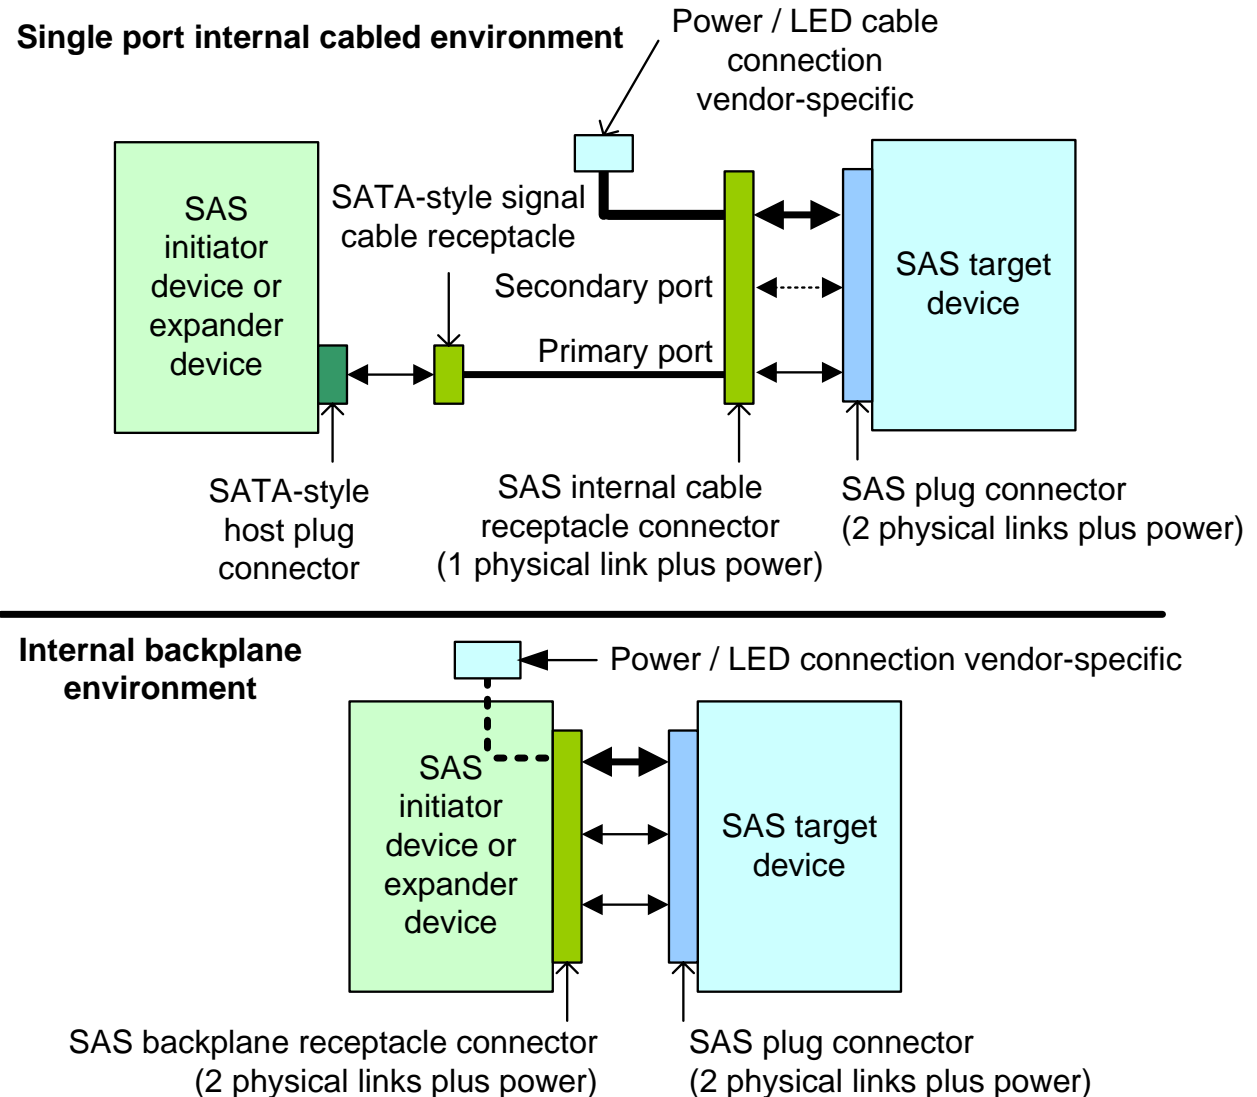 Single port internal cabled environment
Power / LED cable
connection
vendor-specific
SAS
initiator
device or
expander
device
SATA-style signal
cable receptacle
Secondary port
Primary port
SAS target
device
SATA-style
host plug
connector
SAS internal cable
receptacle connector
(1 physical link plus power)
SAS plug connector
(2 physical links plus power)
Internal backplane
environment
Power / LED connection vendor-specific
SAS
initiator
device or
expander
device
SAS target
device
SAS backplane receptacle connector
(2 physical links plus power)
SAS plug connector
(2 physical links plus power)